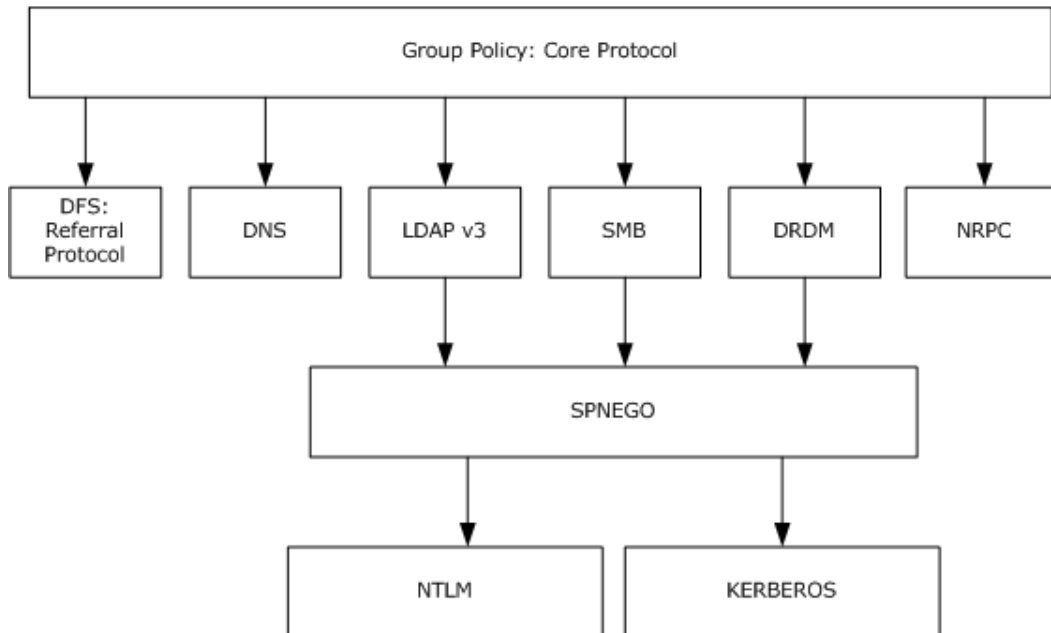 Group Policy: Core Protocol
DFS:
Referral
Protocol
DNS
LDAP v3
SMB
DRDM
NRPC
SPNEGO
NTLM
KERBEROS